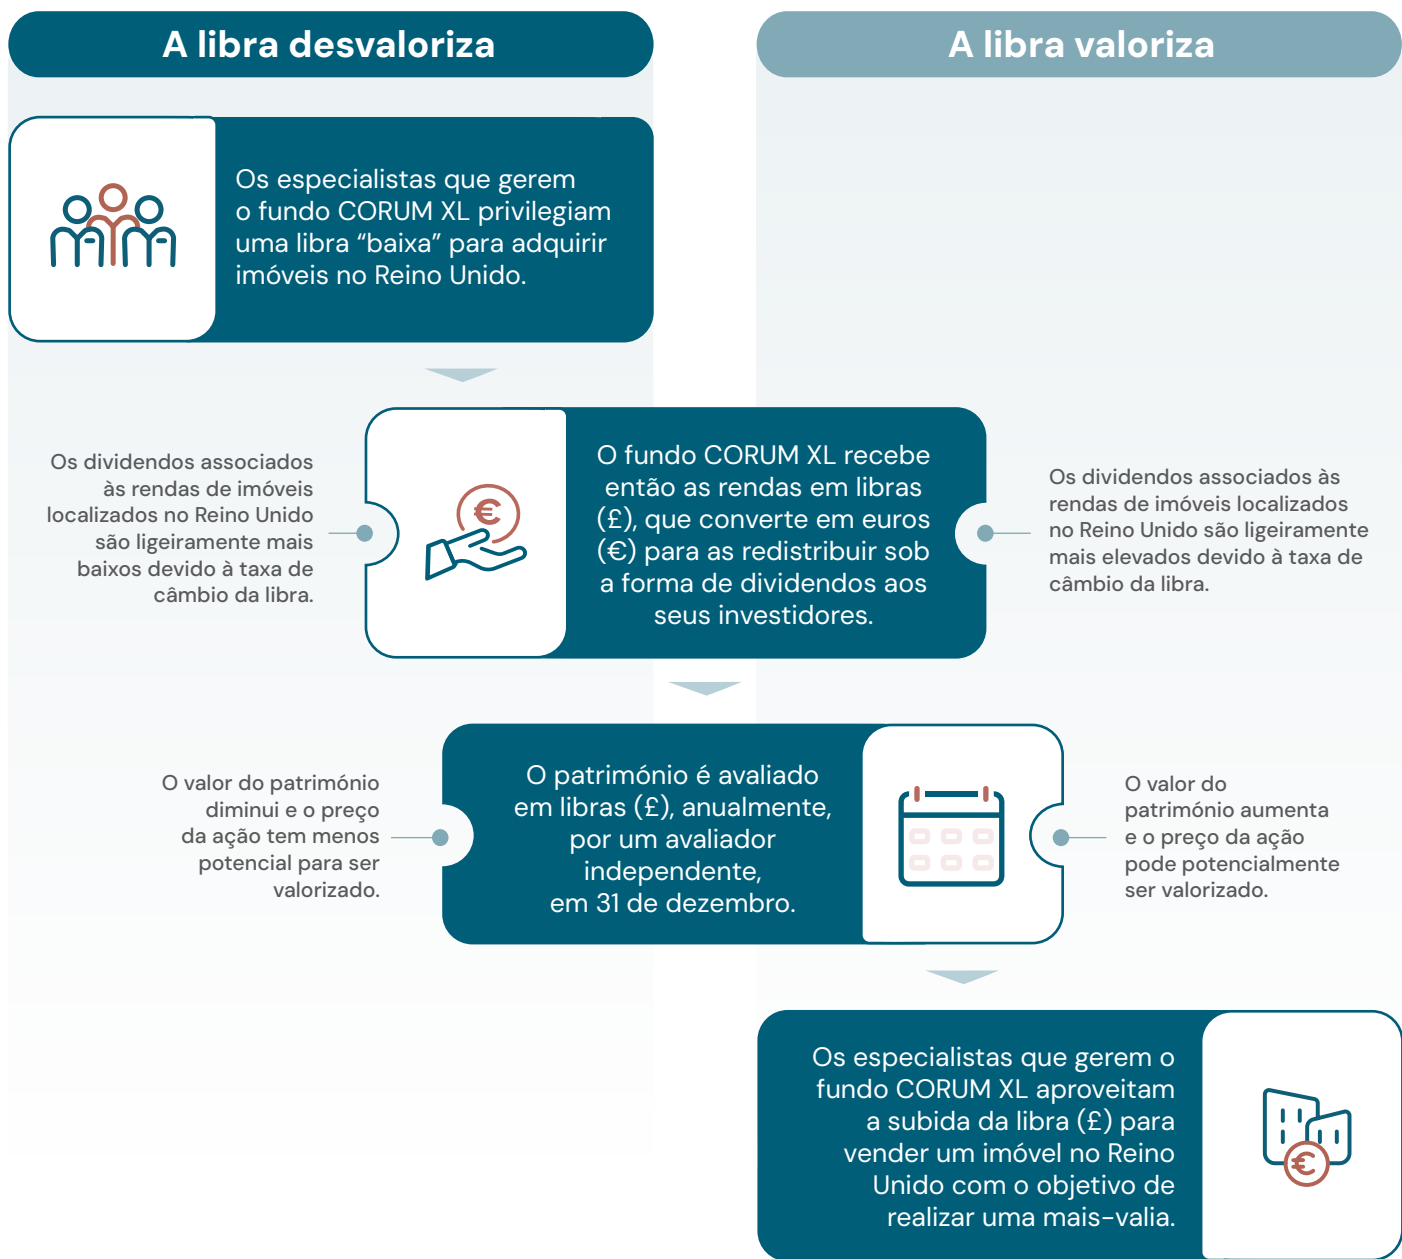 A libra desvaloriza
A libra valoriza
Os especialistas que gerem
o fundo CORUM XL privilegiam
uma libra “baixa” para adquirir
imóveis no Reino Unido.
Os dividendos associados
às rendas de imóveis
localizados no Reino Unido
são ligeiramente mais
baixos devido à taxa de
câmbio da libra.
€
O fundo CORUM XL recebe
então as rendas em libras
(£), que converte em euros
(€) para as redistribuir sob
a forma de dividendos aos
seus investidores.
Os dividendos associados às
rendas de imóveis localizados
no Reino Unido são ligeiramente
mais elevados devido à taxa de
câmbio da libra.
O valor do património
diminui e o preço
da ação tem menos
potencial para ser
valorizado.
O património é avaliado
em libras (£), anualmente,
por um avaliador
independente,
em 31 de dezembro.
O valor do
património aumenta
e o preço da ação
pode potencialmente
ser valorizado.
Os especialistas que gerem o
fundo CORUM XL aproveitam
a subida da libra (£) para
vender um imóvel no Reino
Unido com o objetivo de
realizar uma mais-valia.
€